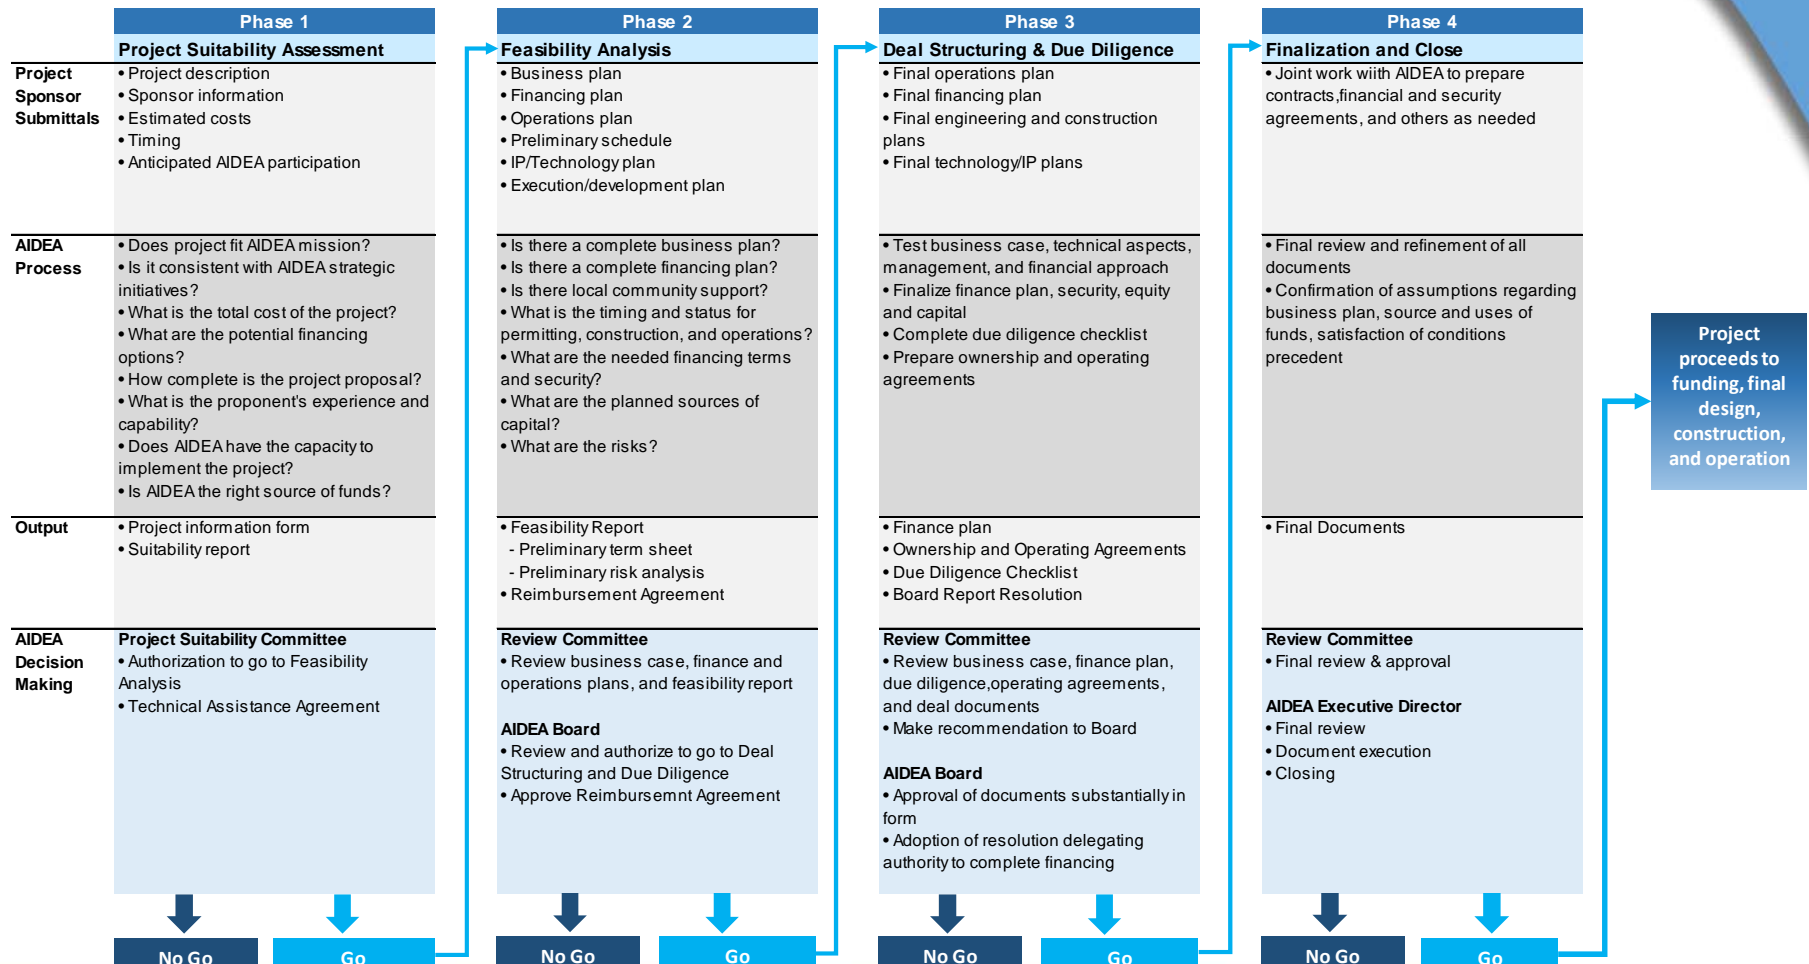 Phase 1
Project Suitability Assessment
Phase 2
Feasibility Analysis
Phase 3
Deal Structuring & Due Diligence
Phase 4
Finalization and Close
Project
Sponsor
Submittals
• Project description
• Sponsor information
• Estimated costs
• Timing
• Anticipated AIDEA participation
• Business plan
• Financing plan
• Operations plan
• Preliminary schedule
• IP/Technology plan
• Execution/development plan
• Final operations plan
• Final financing plan
• Final engineering and construction
plans
• Final technology/IP plans
• Joint work wiith AIDEA to prepare
contracts,financial and security
agreements, and others as needed
AIDEA
Process
• Does project fit AIDEA mission?
• Is it consistent with AIDEA strategic
initiatives?
• What is the total cost of the project?
• What are the potential financing
options?
• How complete is the project proposal?
• What is the proponent's experience and
capability?
• Does AIDEA have the capacity to
implement the project?
• Is AIDEA the right source of funds?
• Is there a complete business plan?
• Is there a complete financing plan?
• Is there local community support?
• What is the timing and status for
permitting, construction, and operations?
• What are the needed financing terms
and security?
• What are the planned sources of
capital?
• What are the risks?
• Test business case, technical aspects,
management, and financial approach
• Finalize finance plan, security, equity
and capital
• Complete due diligence checklist
• Prepare ownership and operating
agreements
• Final review and refinement of all
documents
• Confirmation of assumptions regarding
business plan, source and uses of
funds, satisfaction of conditions
precedent
Output
• Project information form
• Suitability report
• Feasibility Report
- Preliminary term sheet
- Preliminary risk analysis
• Reimbursement Agreement
• Finance plan
• Ownership and Operating Agreements
• Due Diligence Checklist
• Board Report Resolution
• Final Documents
AIDEA
Decision
Making
Project Suitability Committee
• Authorization to go to Feasibility
Analysis
• Technical Assistance Agreement
Review Committee
• Review business case, finance and
operations plans, and feasibility report
AIDEA Board
• Review and authorize to go to Deal
Structuring and Due Diligence
• Approve Reimbursemnt Agreement
Review Committee
• Review business case, finance plan,
due diligence,operating agreements,
and deal documents
• Make recommendation to Board
AIDEA Board
• Approval of documents substantially in
form
• Adoption of resolution delegating
authority to complete financing
Review Committee
• Final review & approval
AIDEA Executive Director
• Final review
• Document execution
• Closing
No Go
Go
No Go
Go
No Go
Go
No Go
Go
Project
proceeds to
funding, final
design,
construction,
and operation